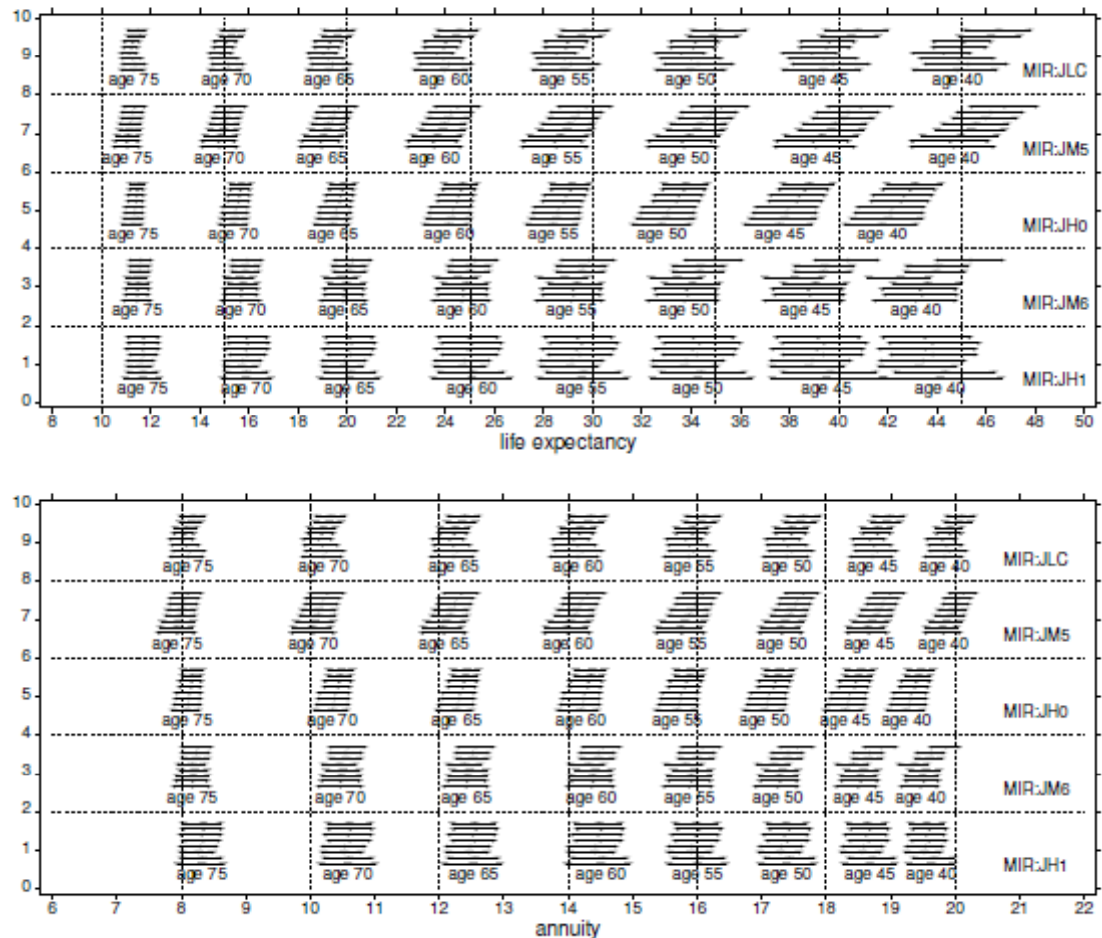 10
9
age 75 age 70 age 65 age 60 age 55 age 50 age 45 age 40 MIR:JLC
8
7
age 75 age 70 age 65 age 60 age 55 age 50 age 45 age 40 MIR:JM5
6
5
age 75 age 70 age 65 age 60 age 55 age 50 age 45 age 40 MIR:JH0
4
3
age 75 age 70 age 65 age 60 age 55 age 50 age 45 age 40 MIR:JM6
2
1
age 75 age 70 age 65 age 60 age 55 age 50 age 45 age 40 MIR:JH1
0
8 10 12 14 16 18 20 22 24 26 28 30 32 34 36 38 40 42 44 46 48 50
life expectancy
10
9
age 75 age 70 age 65 age 60 age 55 age 50 age 45 age 40 MIR:JLC
8
7
age 75 age 70 age 65 age 60 age 55 age 50 age 45 age 40 MIR:JM5
6
5
age 75 age 70 age 65 age 60 age 55 age 50 age 45 age 40 MIR:JH0
4
3
age 75 age 70 age 65 age 60 age 55 age 50 age 45 age 40 MIR:JM6
2
1
age 75 age 70 age 65 age 60 age 55 age 50 age 45 age 40 MIR:JH1
0
6 7 8 9 10 11 12 13 14 15 16 17 18 19 20 21 22
annuity